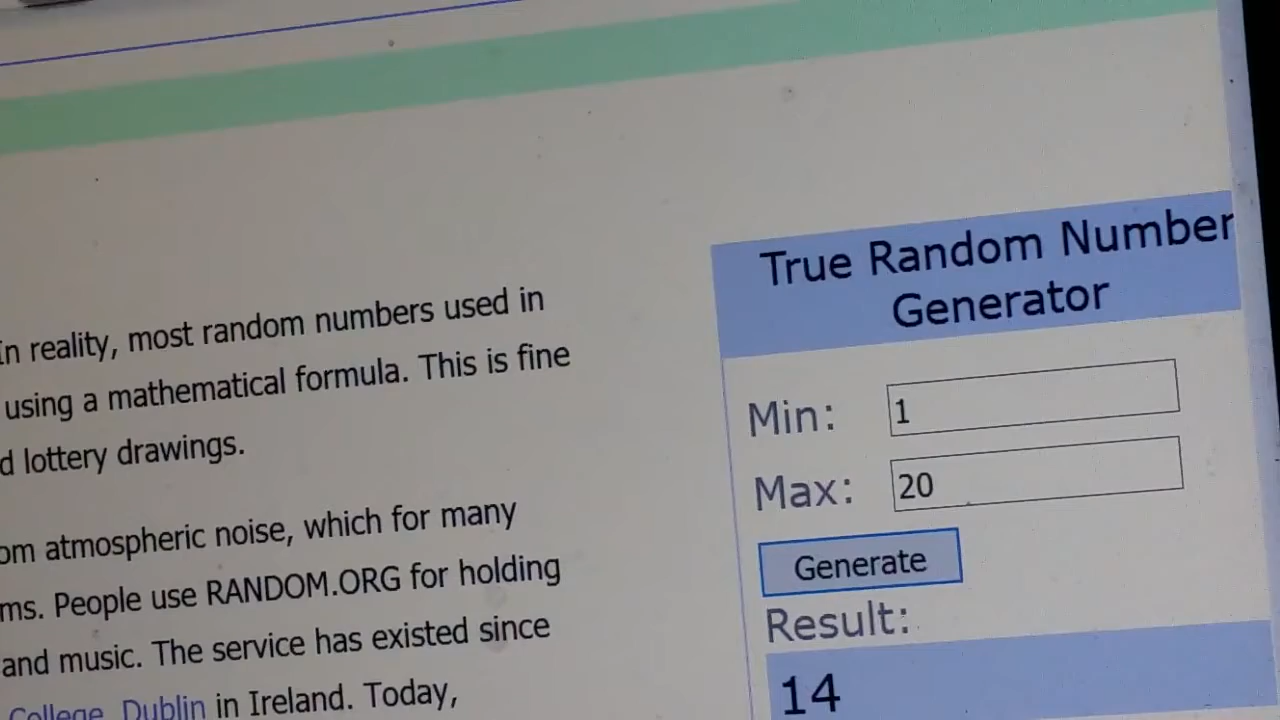 In reality, most random numbers used in
using a mathematical formula. This is fine
d lottery drawings.
om atmospheric noise, which for many
ms. People use RANDOM.ORG for holding
and music. The service has existed since
College, Dublin in Ireland. Today,
True Random Number
Generator
Min: 1
Max: 20
Generate
Result:
14